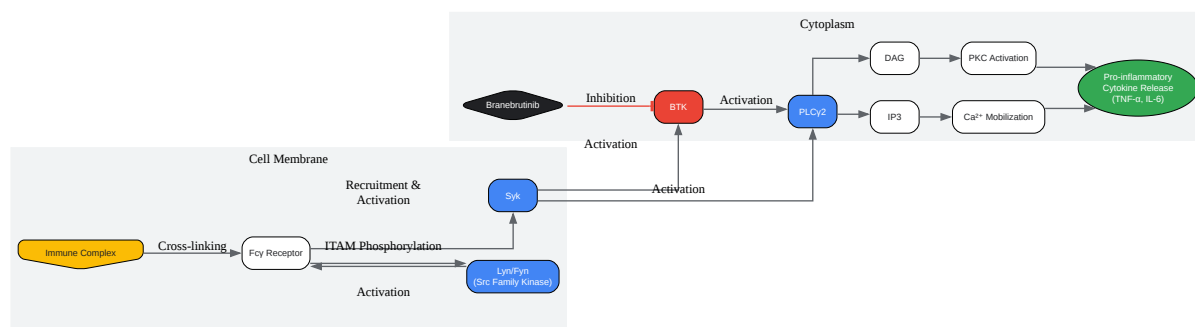 Cytoplasm
DAG
PKC Activation
Pro-inflammatory
Cytokine Release
(TNF-α, IL-6)
Branebrutinib
Inhibition
BTK
Activation
PLCγ2
IP3
Ca²⁺ Mobilization
Activation
Cell Membrane
Recruitment &
Activation
Syk
Activation
Immune Complex
Cross-linking
Fcγ Receptor
ITAM Phosphorylation
Lyn/Fyn
(Src Family Kinase)
Activation